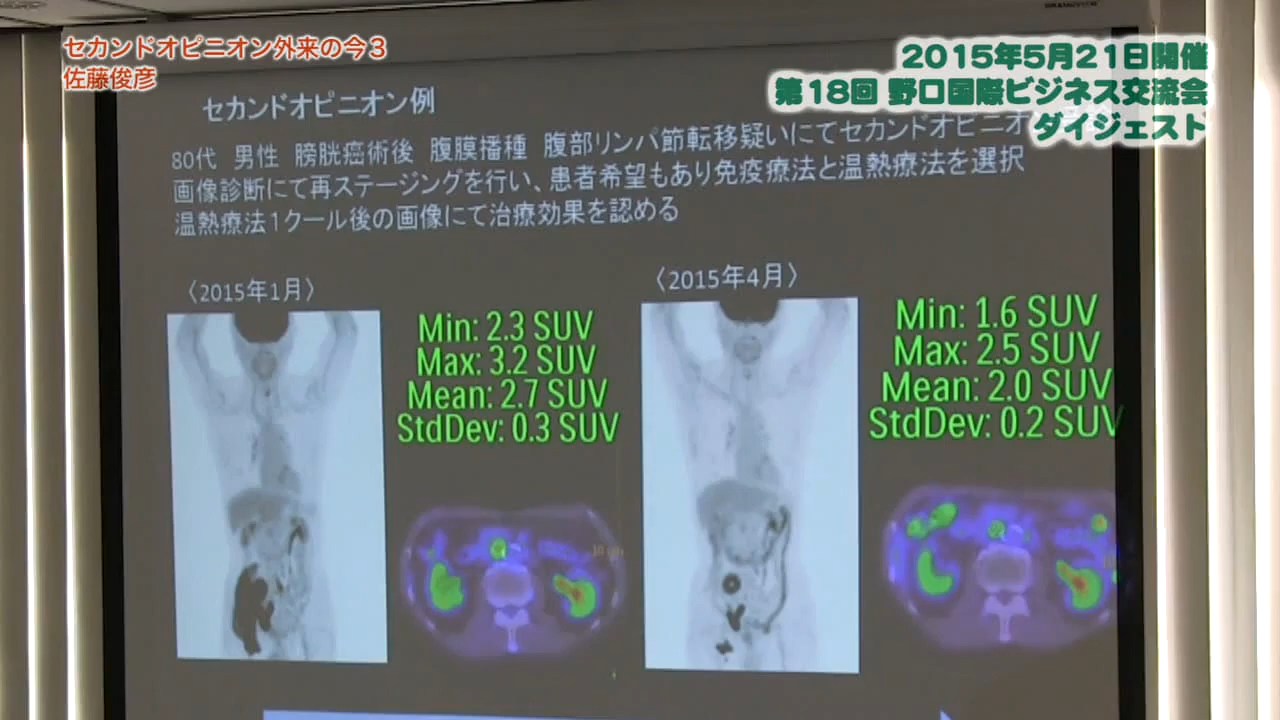 セカンドオピニオン外来の今３
佐藤俊彦
2015年5月21日開催
第18回 野口国際ビジネス交流会
ダイジェスト
セカンドオピニオン例
80代 男性 膀胱癌術後 腹膜播種 腹部リンパ節転移疑いにてセカンドオピニオ
画像診断にて再ステージングを行い、患者希望もあり免疫療法と温熱療法を選択
温熱療法1クール後の画像にて治療効果を認める
〈2015年1月〉
Min: 2.3 SUV
Max: 3.2 SUV
Mean: 2.7 SUV
StdDev: 0.3 SUV
〈2015年4月〉
Min: 1.6 SUV
Max: 2.5 SUV
Mean: 2.0 SUV
StdDev: 0.2 SUV